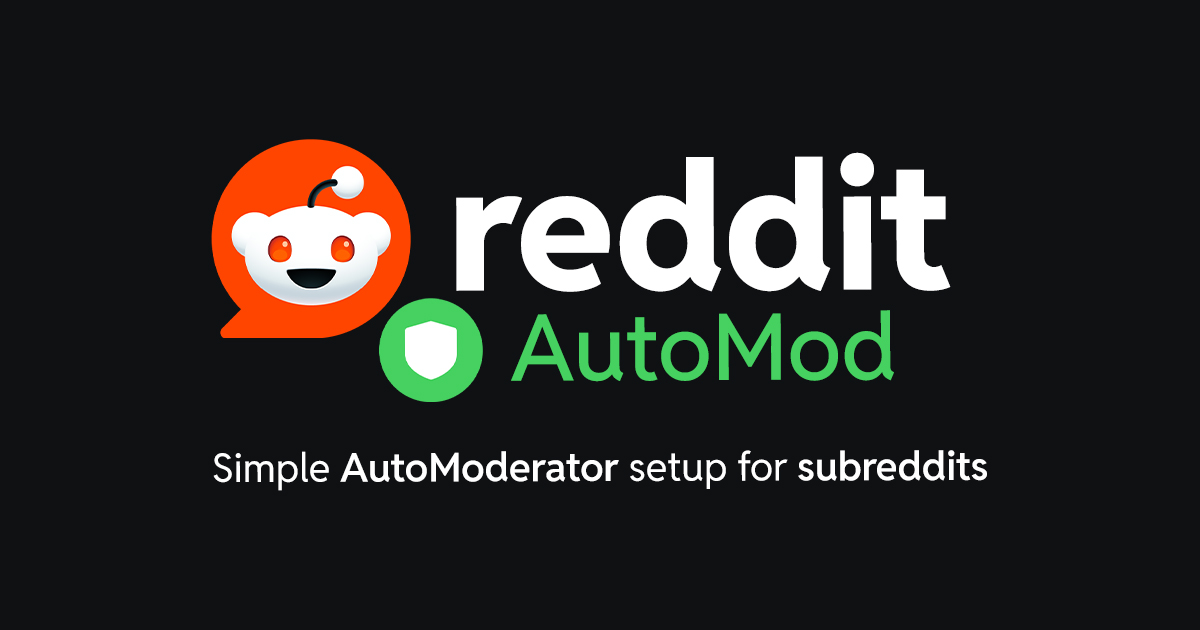 reddit
AutoMod
Simple AutoModerator setup for subreddits